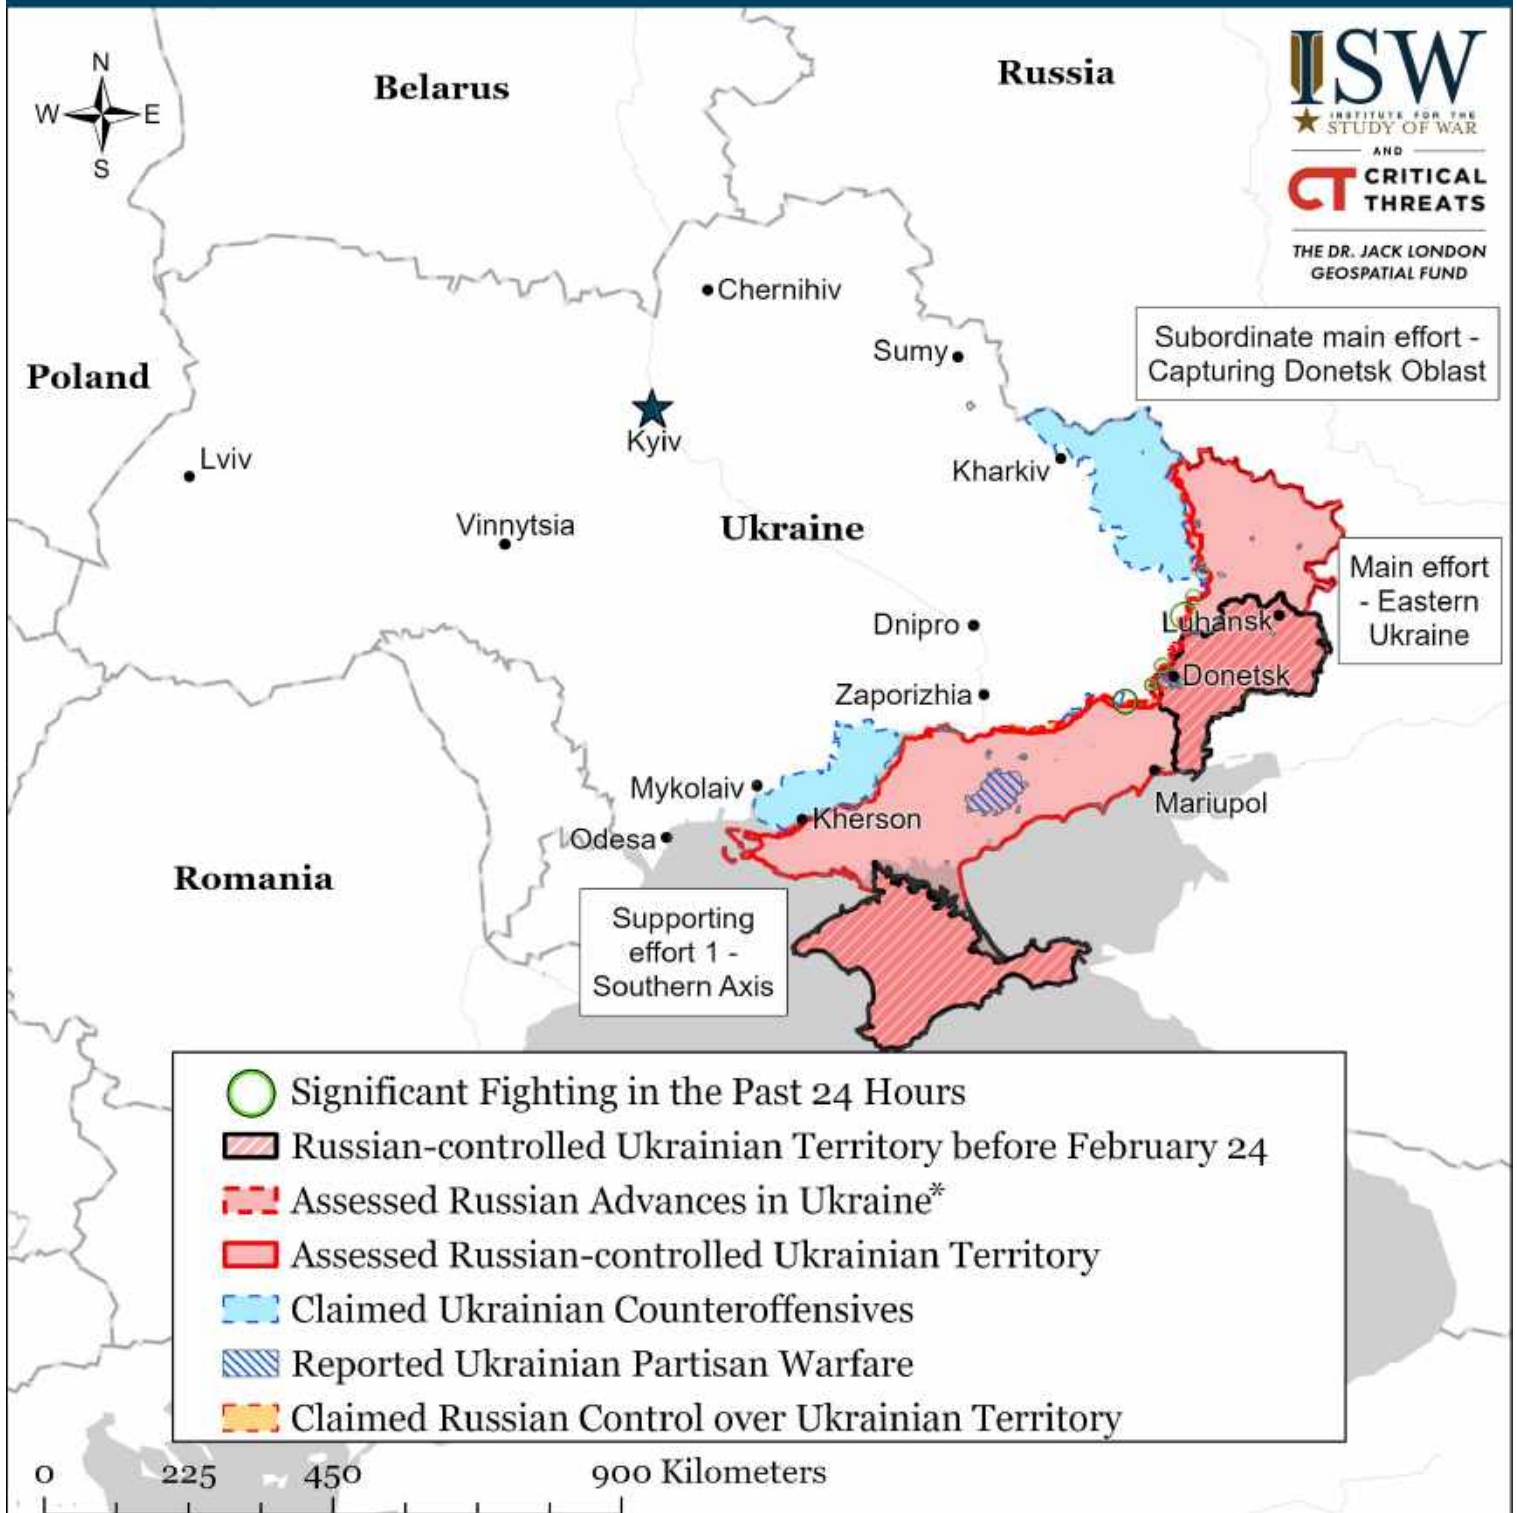 N
W E
S
Belarus
Russia
ISW
INSTITUTE FOR THE
STUDY OF WAR
AND
CT CRITICAL
THREATS
THE DR. JACK LONDON
GEOSPATIAL FUND
Chernihiv
Sumy
Subordinate main effort -
Capturing Donetsk Oblast
Poland
Kyiv
Lviv
Kharkiv
Vinnytsia
Ukraine
Main effort
- Eastern
Ukraine
Dnipro
Luhansk
Donetsk
Zaporizhia
Mykolaiv
Mariupol
Kherson
Odesa
Romania
Supporting
effort 1 -
Southern Axis
Significant Fighting in the Past 24 Hours
Russian-controlled Ukrainian Territory before February 24
Assessed Russian Advances in Ukraine*
Assessed Russian-controlled Ukrainian Territory
Claimed Ukrainian Counteroffensives
Reported Ukrainian Partisan Warfare
Claimed Russian Control over Ukrainian Territory
0 225 450 900 Kilometers